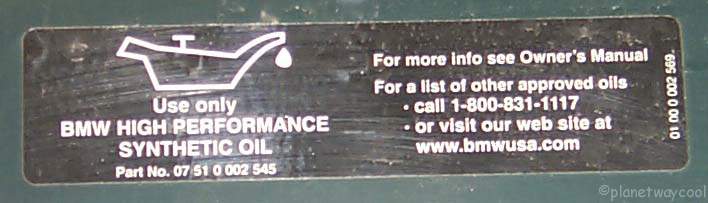 Use only
BMW HIGH PERFORMANCE
SYNTHETIC OIL
Part No. 07 51 0 002 545
For more info see Owner's Manual
For a list of other approved oils
• call 1-800-831-1117
• or visit our web site at
www.bmwusa.com
01 00 0 002 569
©planetwaycool